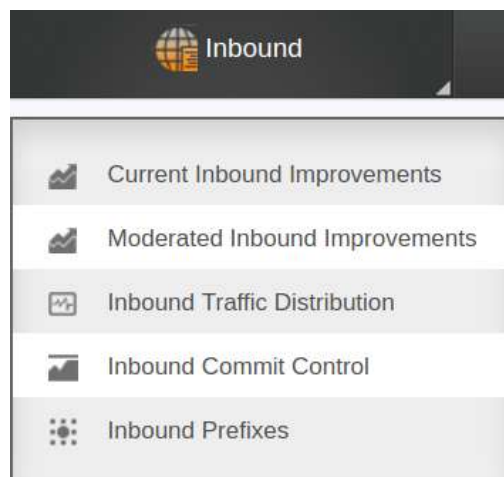 Inbound
Current Inbound Improvements
Moderated Inbound Improvements
Inbound Traffic Distribution
Inbound Commit Control
Inbound Prefixes